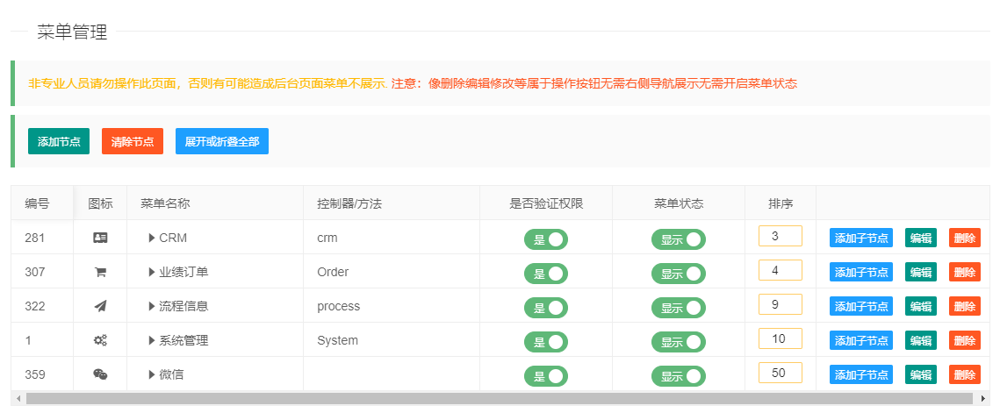 菜单管理
非专业人员请勿操作此页面，否则有可能造成后台页面菜单不展示. 注意：像删除编辑修改等属于操作按钮无需右侧导航展示无需开启菜单状态
添加节点 清除节点 展开或折叠全部
编号 图标 菜单名称 控制器/方法 是否验证权限 菜单状态 排序
281 CRM crm 是 显示 3 添加子节点 编辑 删除
307 业绩订单 Order 是 显示 4 添加子节点 编辑 删除
322 流程信息 process 是 显示 9 添加子节点 编辑 删除
1 系统管理 System 是 显示 10 添加子节点 编辑 删除
359 微信 是 显示 50 添加子节点 编辑 删除